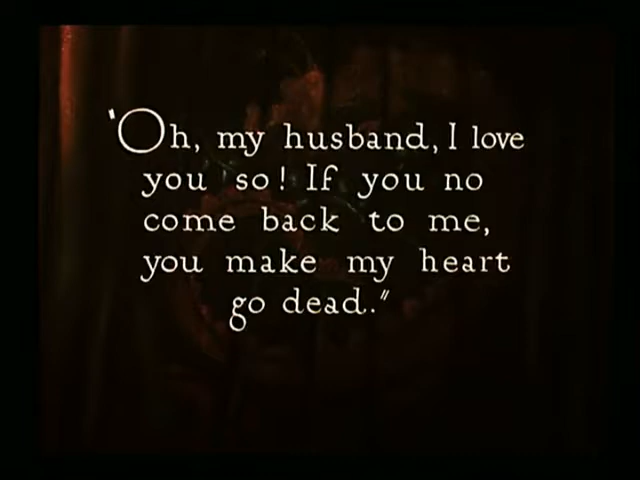 "Oh, my husband, I love
you so! If you no
come back to me,
you make my heart
go dead."